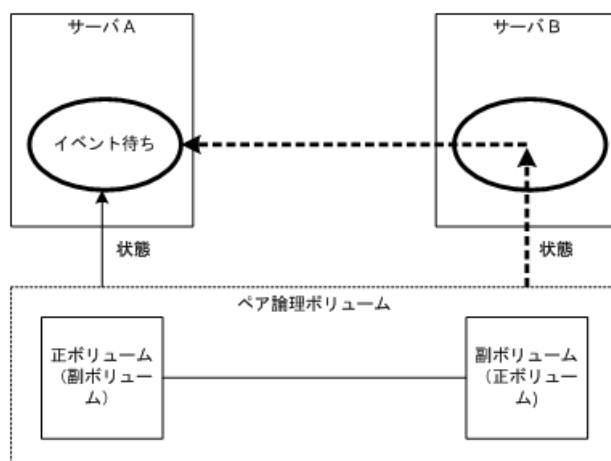 サーバA
サーバB
イベント待ち
状態
状態
ペア論理ボリューム
正ボリューム
（副ボリュー
ム）
副ボリューム
（正ボリュー
ム)